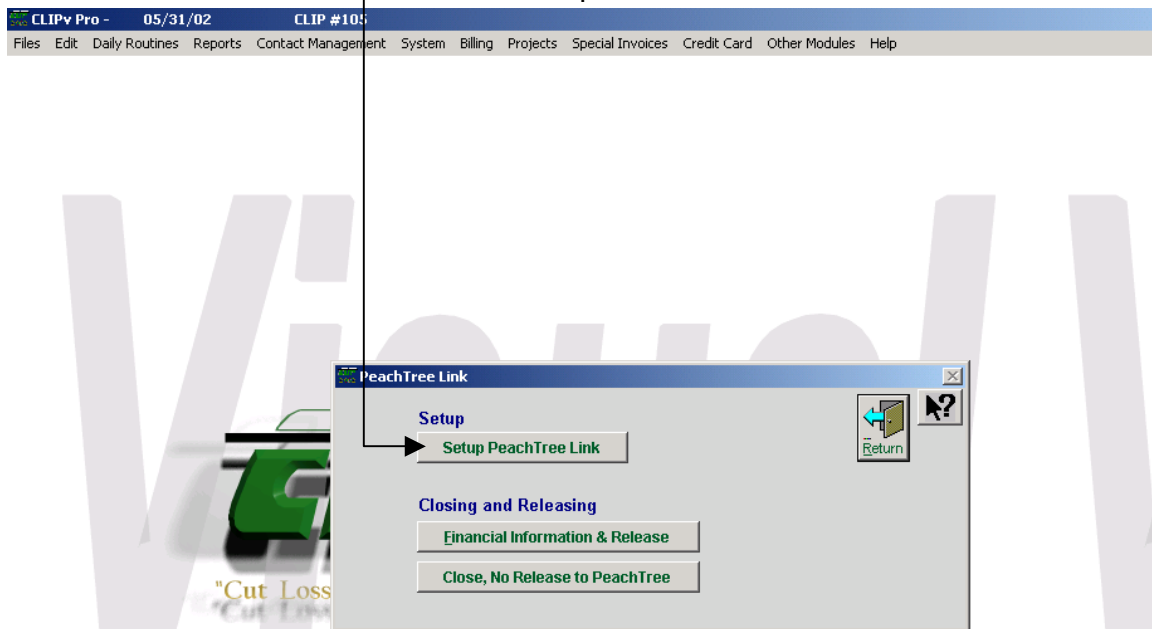 CLIPv Pro - 05/31/02 CLIP #105
Files Edit Daily Routines Reports Contact Management System Billing Projects Special Invoices Credit Card Other Modules Help
PeachTree Link
Setup
Setup PeachTree Link
Return
Closing and Releasing
Financial Information & Release
Close, No Release to PeachTree
"Cut Loss